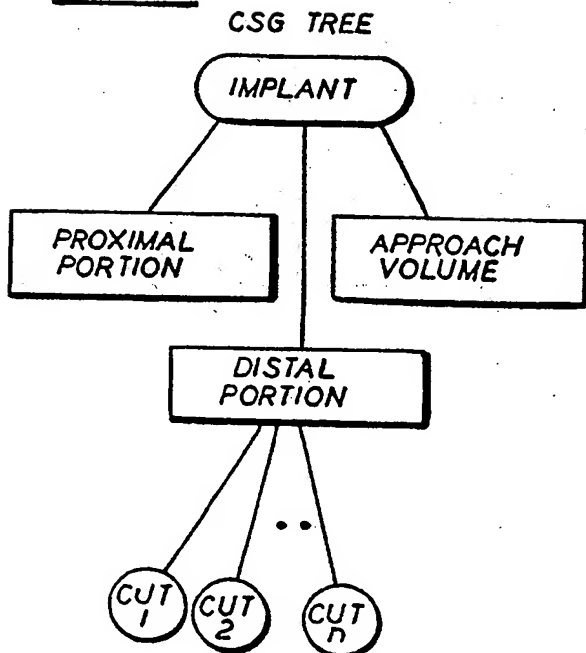 CSG TREE
IMPLANT
PROXIMAL
PORTION
APPROACH
VOLUME
DISTAL
PORTION
CUT
1
CUT
2
CUT
n